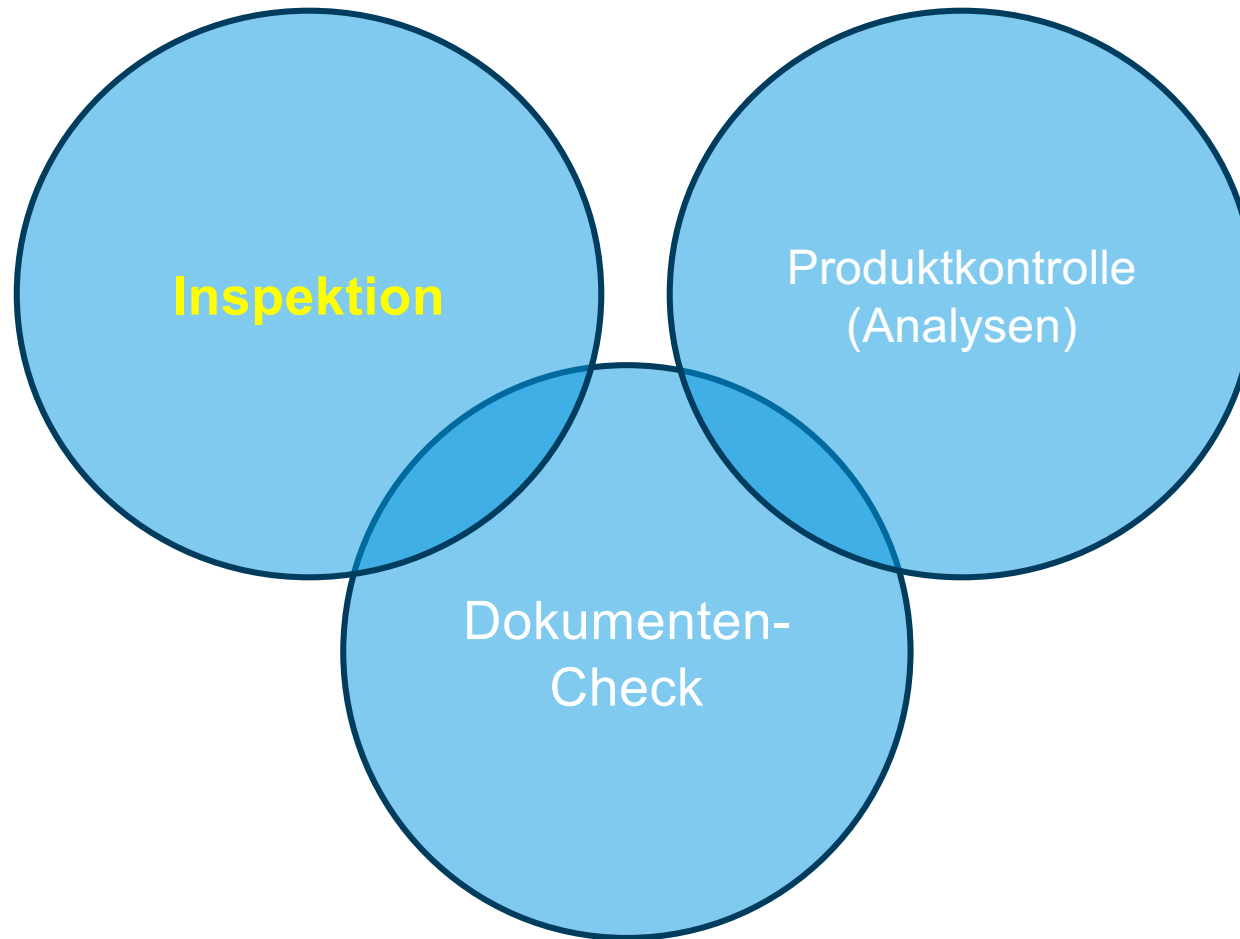 Inspektion
Produktkontrolle
(Analysen)
Dokumenten-
Check